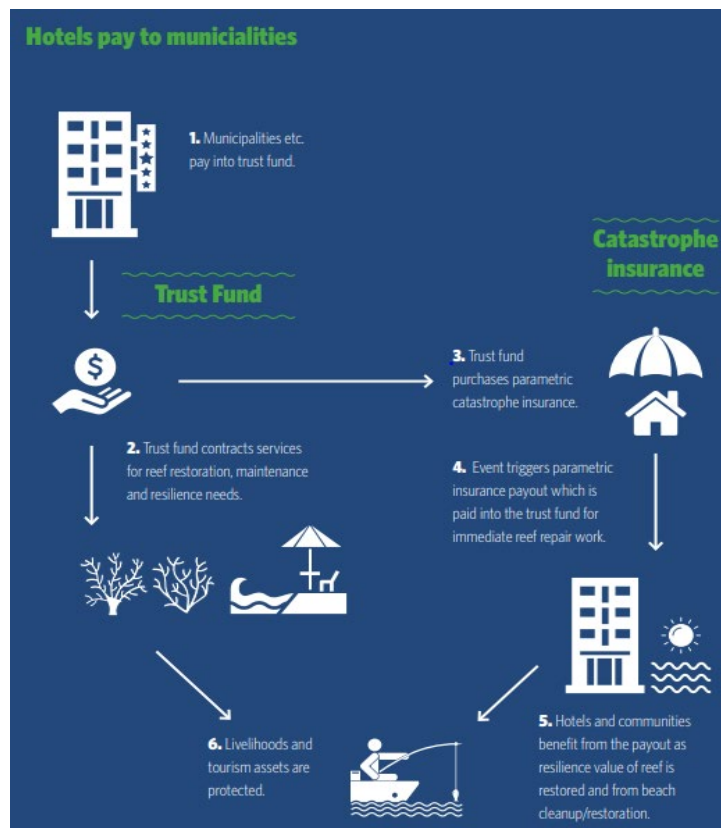 Hotels pay to municialities
1. Municipalities etc.
pay into trust fund.
Catastrophe
insurance
Trust Fund
$
3. Trust fund
purchases parametric
catastrophe insurance.
2. Trust fund contracts services
for reef restoration, maintenance
and resilience needs.
4. Event triggers parametric
insurance payout which is
paid into the trust fund for
immediate reef repair work.
5. Hotels and communities
benefit from the payout as
resilience value of reef is
restored and from beach
cleanup/restoration.
6. Livelihoods and
tourism assets are
protected.